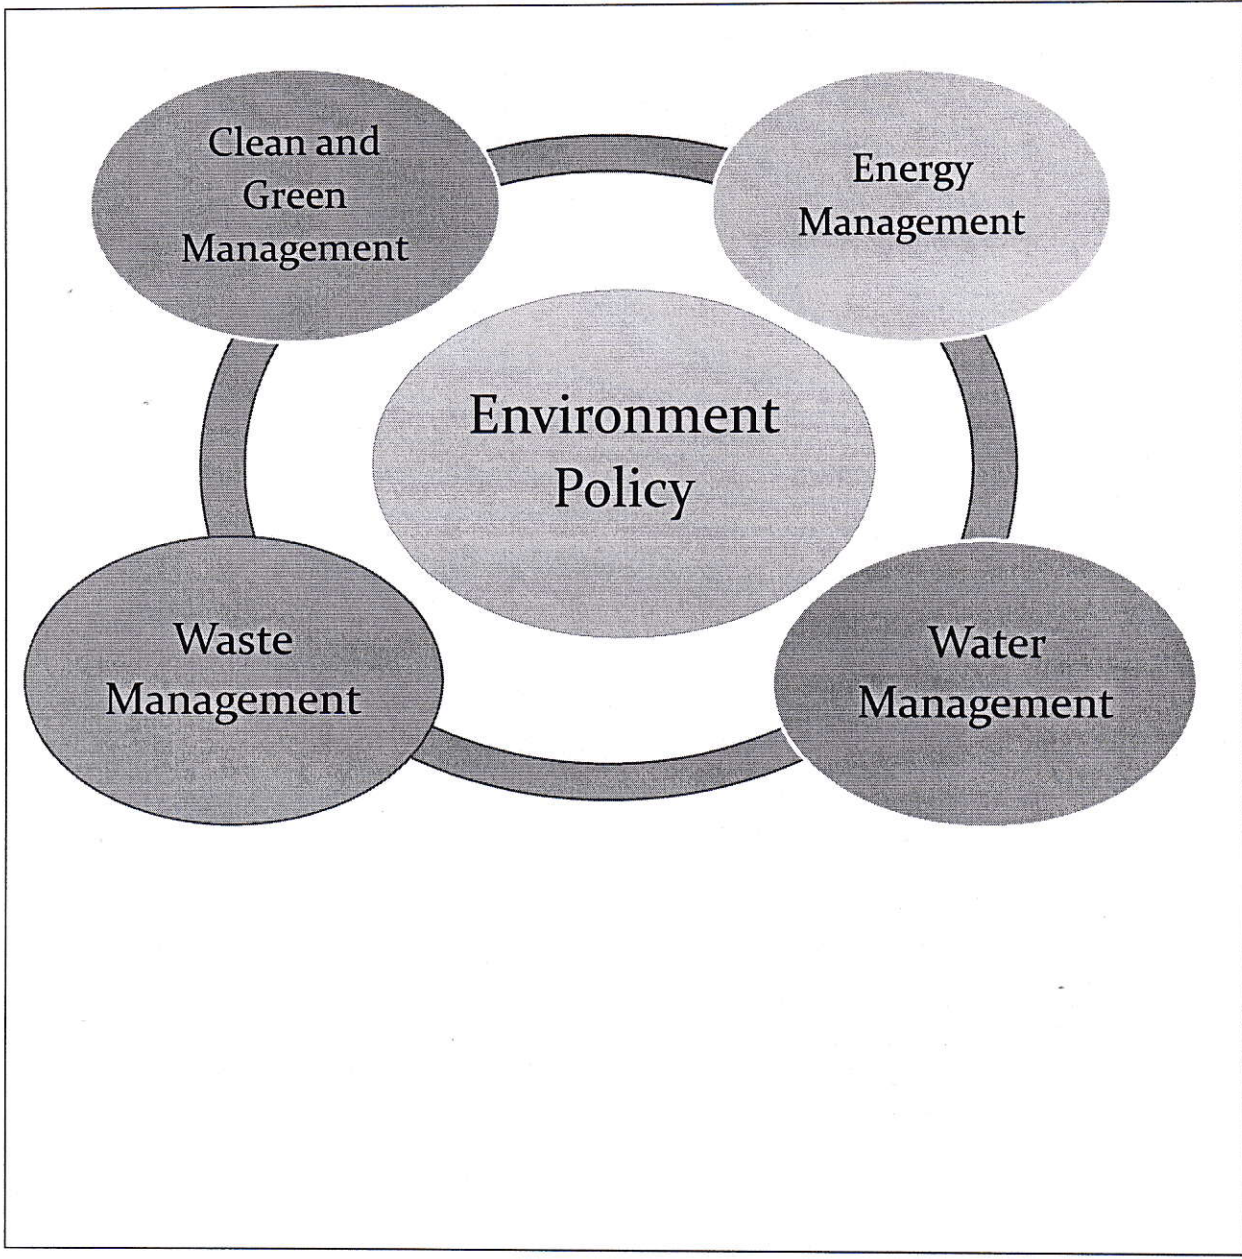 Clean and
Green
Management
Energy
Management
Environment
Policy
Waste
Management
Water
Management